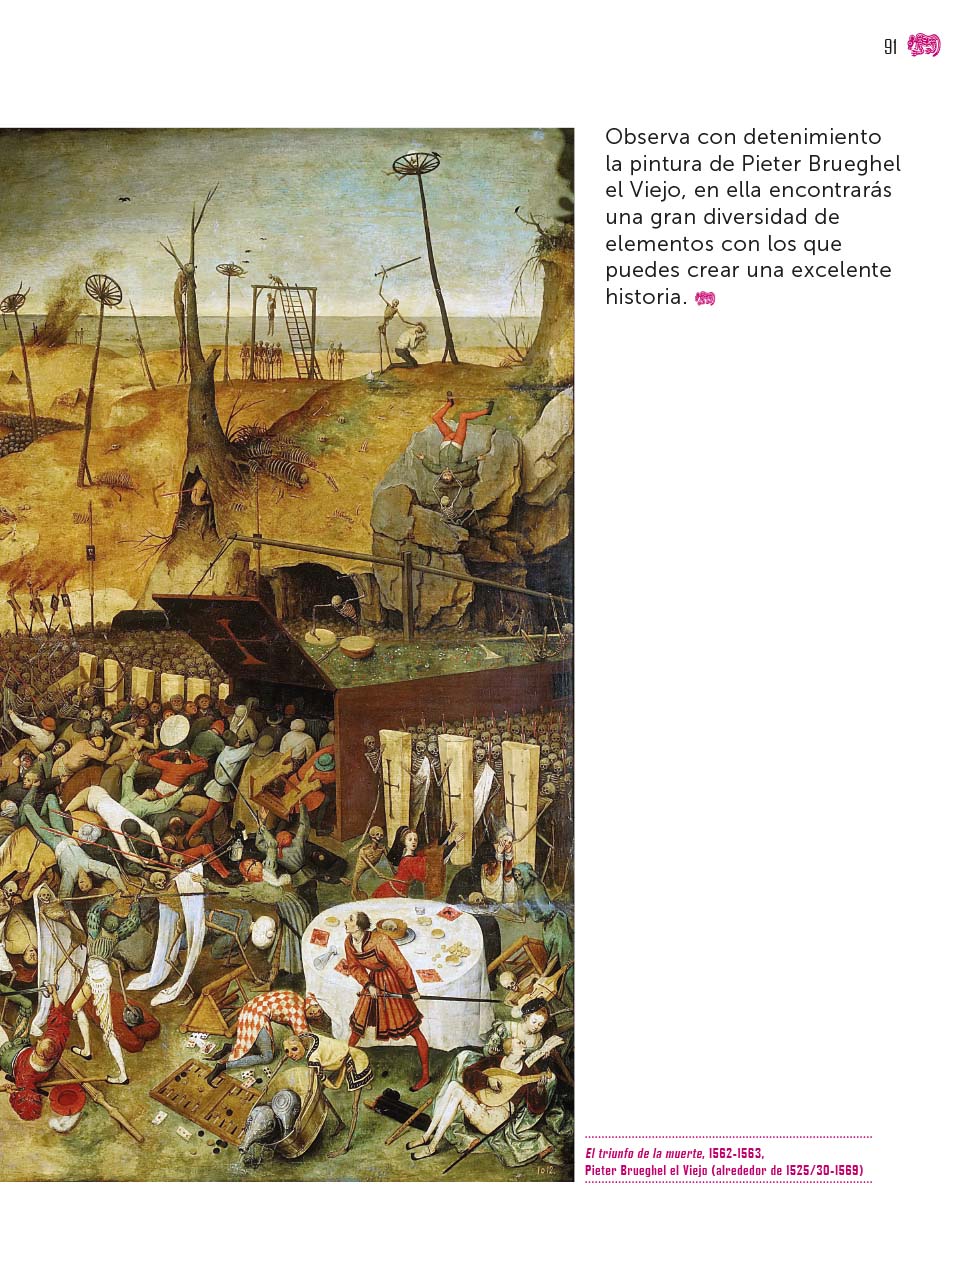 91
Observa con detenimiento
la pintura de Pieter Brueghel
el Viejo, en ella encontrarás
una gran diversidad de
elementos con los que
puedes crear una excelente
historia.
El triunfo de la muerte, 1562-1563,
Pieter Brueghel el Viejo (alrededor de 1525/30-1569)